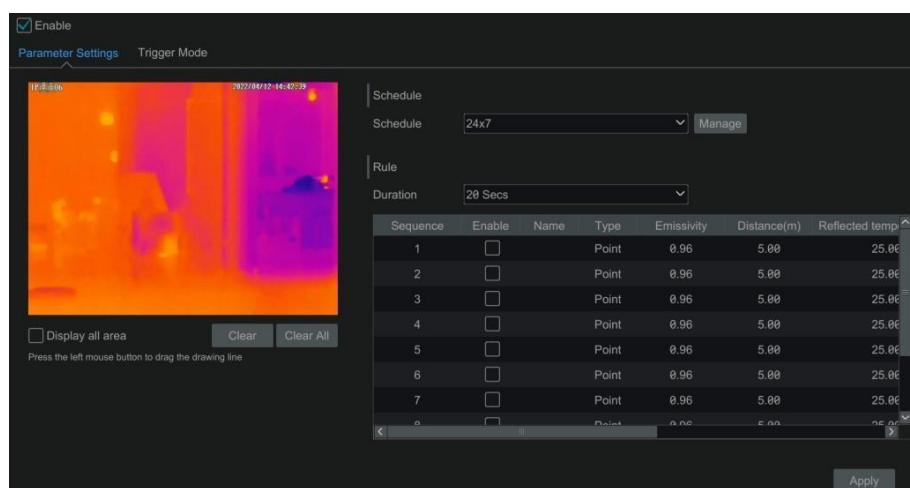 Enable
Parameter Settings Trigger Mode
2022/04/12 14:42:39
Schedule
Schedule 24x7 Manage
Rule
Duration 20 Secs
Sequence Enable Name Type Emissivity Distance(m) Reflected temp
1 Point 0.96 5.00 25.00
2 Point 0.96 5.00 25.00
3 Point 0.96 5.00 25.00
4 Point 0.96 5.00 25.00
5 Point 0.96 5.00 25.00
6 Point 0.96 5.00 25.00
7 Point 0.96 5.00 25.00
Display all area Clear Clear All
Press the left mouse button to drag the drawing line
Apply